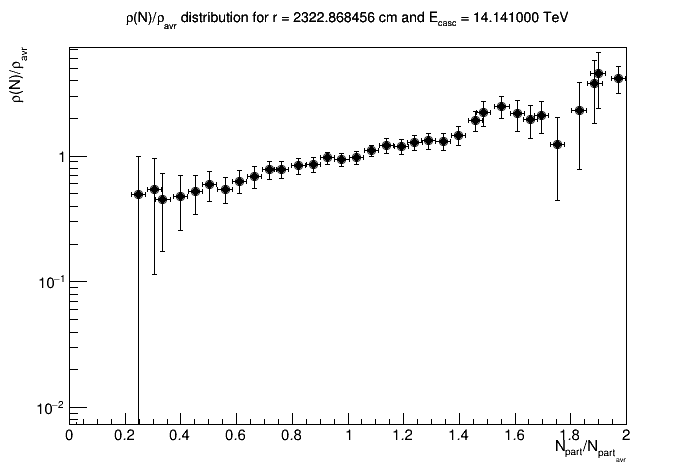 ρ(N)/ρavr distribution for r = 2322.868456 cm and Ecasc = 14.141000 TeV
ρ(N)/ρavr
1
10−1
10−2
0 0.2 0.4 0.6 0.8 1 1.2 1.4 1.6 1.8 2
Npart/Npartavr